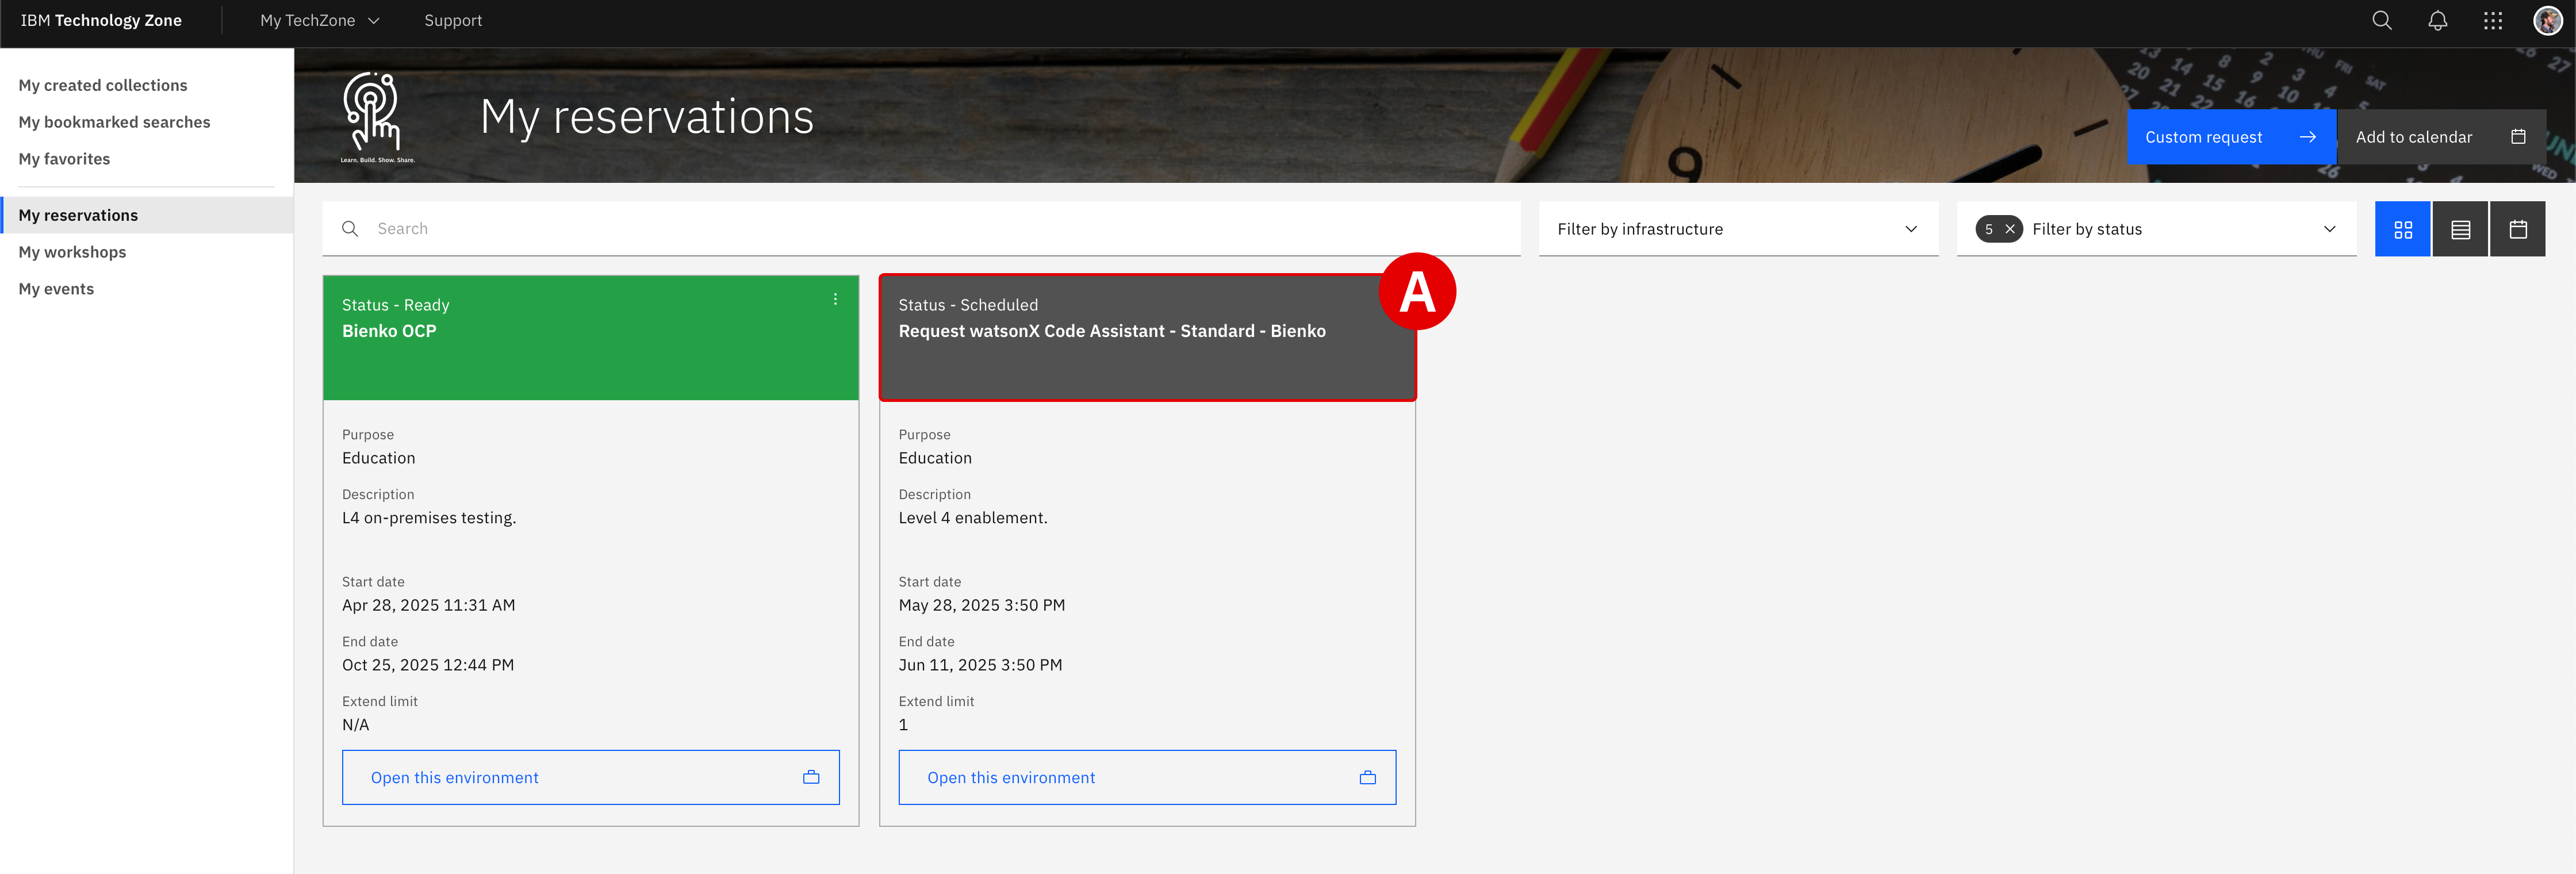 IBM Technology Zone
My TechZone
Support
My created collections
My bookmarked searches
My favorites
My reservations
My workshops
My events
Learn. Build. Show. Share.
My reservations
Custom request
Add to calendar
Search
Filter by infrastructure
5
Filter by status
Status - Ready
Bienko OCP
Purpose
Education
Description
L4 on-premises testing.
Start date
Apr 28, 2025 11:31 AM
End date
Oct 25, 2025 12:44 PM
Extend limit
N/A
Open this environment
A
Status - Scheduled
Request watsonX Code Assistant - Standard - Bienko
Purpose
Education
Description
Level 4 enablement.
Start date
May 28, 2025 3:50 PM
End date
Jun 11, 2025 3:50 PM
Extend limit
1
Open this environment